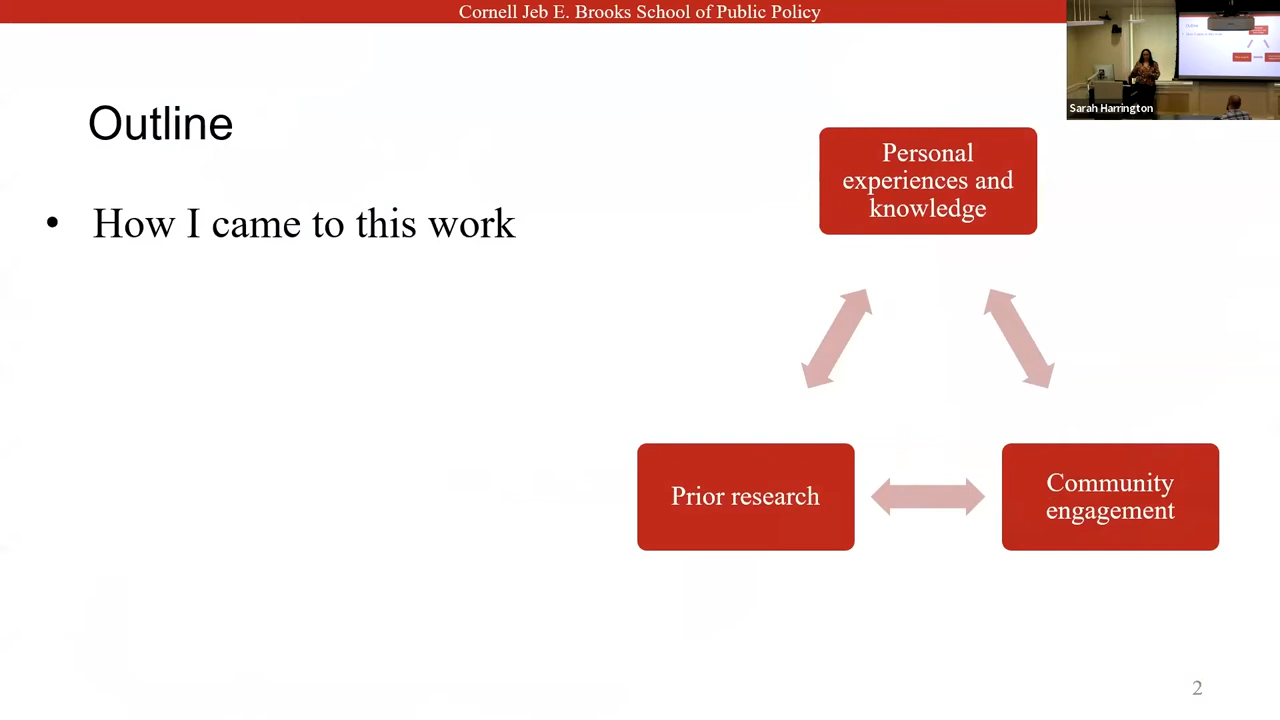 Cornell Jeb E. Brooks School of Public Policy
Sarah Harrington
Outline
• How I came to this work
Personal
experiences and
knowledge
Prior research
Community
engagement
2